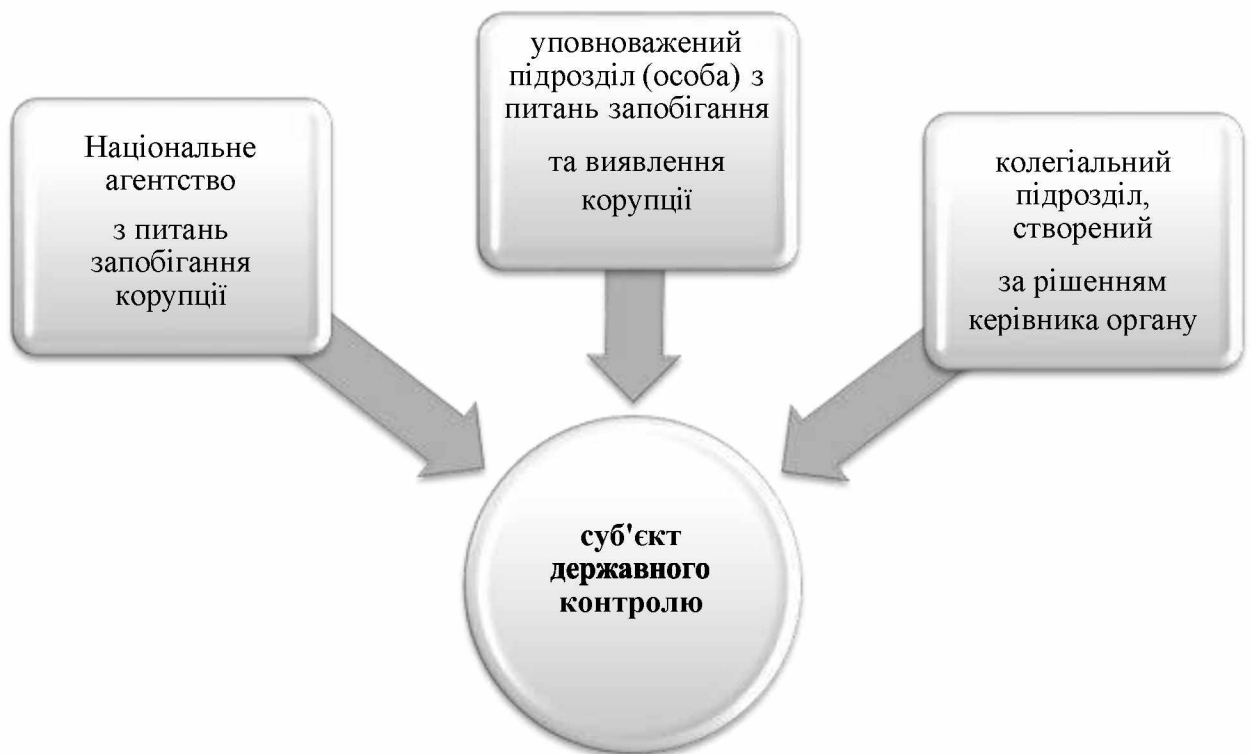 Національне
агентство
з питань
запобігання
корупції
уповноважений
підрозділ (особа) з
питань запобігання
та виявлення
корупції
колегіальний
підрозділ,
створений
за рішенням
керівника органу
суб'єкт
державного
контролю